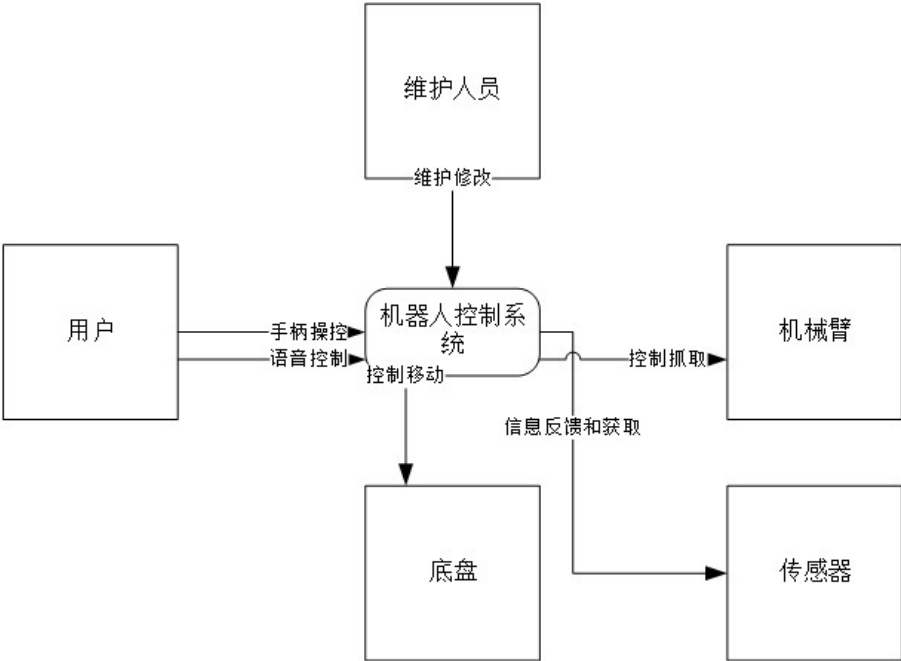 维护人员
维护修改
用户
手柄操控
语音控制
机器人控制系
统
控制移动
控制抓取
机械臂
信息反馈和获取
底盘
传感器